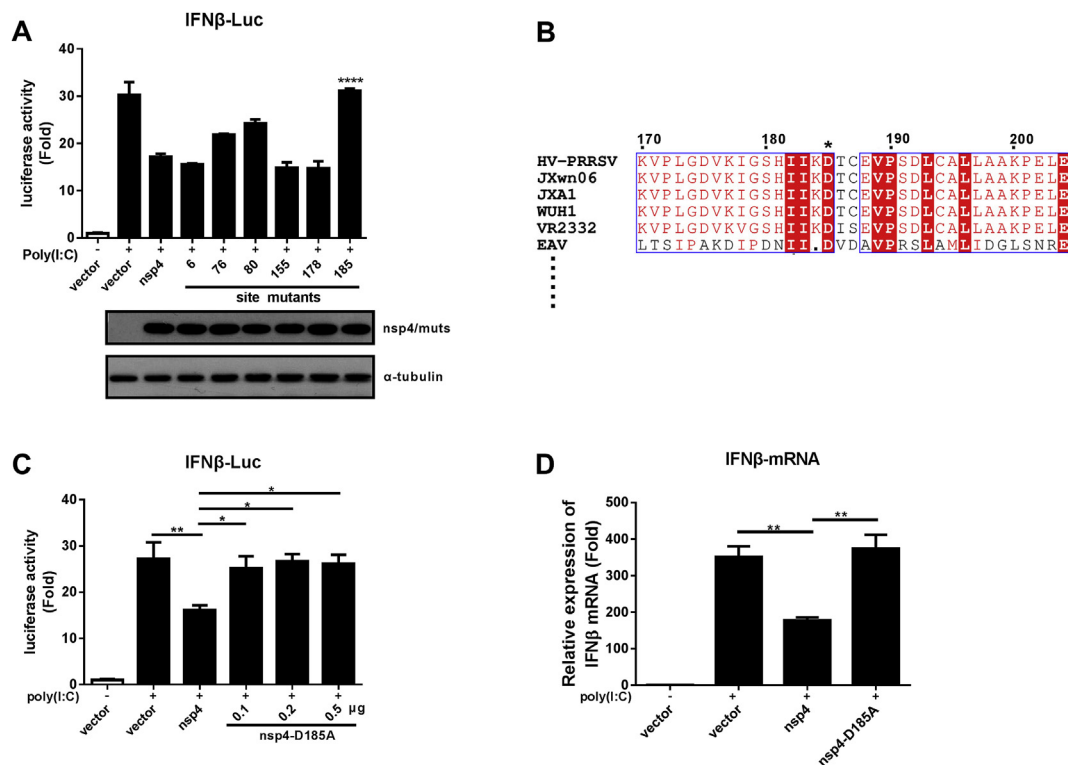 A
IFNβ-Luc
luciferase activity
(Fold)
40
30
20
10
0
****
Poly(I:C) - + + + + + + + +
vector vector nsp4 6 76 80 155 178 185
site mutants
nsp4/muts
α-tubulin
B
170 180 190 200
*
HV-PRRSV KVPLGDVKIGSHIIKDTCEVPSDLCALLAAKPELE
JXwn06 KVPLGDVKIGSHIIKDTCEVPSDLCALLAAKPELE
JXA1 KVPLGDVKIGSHIIKDTCEVPSDLCALLAAKPELE
WUH1 KVPLGDVKIGSHIIKDTCEVPSDLCALLAAKPELE
VR2332 KVPLGDVKIGSHIIKDTSEVPSDLCALLAAKPELE
EAV LTSIPAKDIPDNII.DVDAVPRSLAMLIDGLSNRE
C
IFNβ-Luc
luciferase activity
(Fold)
40
30
20
10
0
*
*
** *
poly(I:C) - + + + + +
vector vector nsp4 0.1 0.2 0.5 µg
nsp4-D185A
D
IFNβ-mRNA
Relative expression of
IFNβ mRNA (Fold)
500
400
300
200
100
0
** **
poly(I:C) - + + +
vector vector nsp4 nsp4-D185A